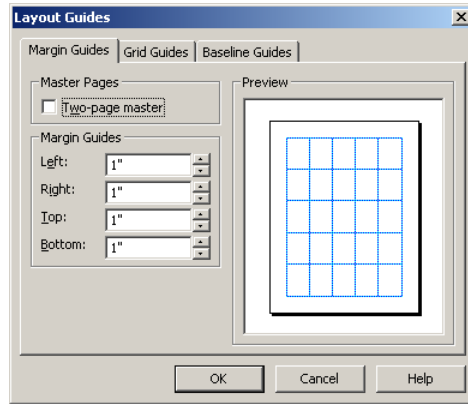 Layout Guides
Margin Guides Grid Guides Baseline Guides
Master Pages
Two-page master
Margin Guides
Left: 1"
Right: 1"
Top: 1"
Bottom: 1"
Preview
OK Cancel Help